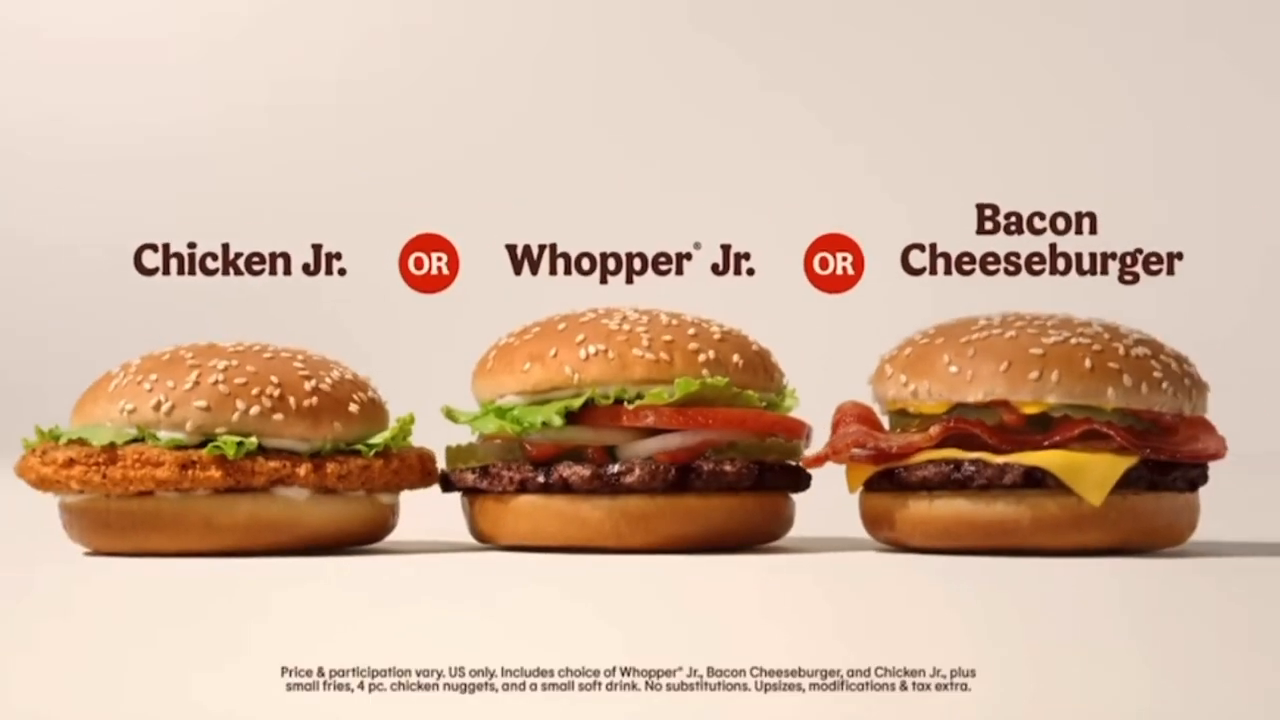 Chicken Jr.
OR
Whopper® Jr.
OR
Bacon
Cheeseburger
Price & participation vary. US only. Includes choice of Whopper® Jr., Bacon Cheeseburger, and Chicken Jr., plus
small fries, 4 pc. chicken nuggets, and a small soft drink. No substitutions. Upsizes, modifications & tax extra.